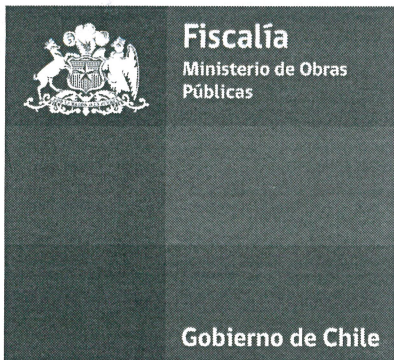 Fiscalía
Ministerio de Obras
Públicas
Gobierno de Chile